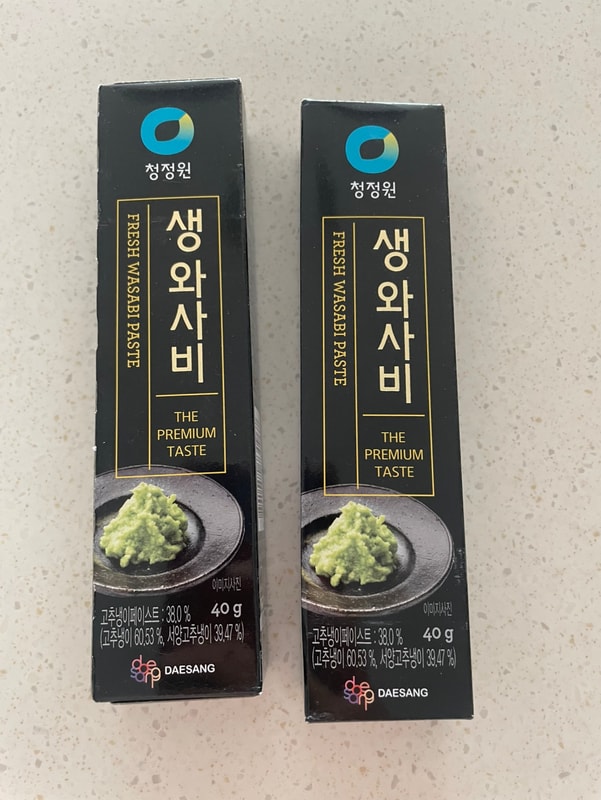 청정원
생와사비
FRESH WASABI PASTE
THE
PREMIUM
TASTE
이미지사진
고추냉이페이스트 : 38.0 %
40 g
(고추냉이 60.53 %, 서양고추냉이 39.47 %)
daesang
DAESANG
청정원
생와사비
FRESH WASABI PASTE
THE
PREMIUM
TASTE
이미지사진
고추냉이페이스트 : 38.0 %
40 g
(고추냉이 60.53 %, 서양고추냉이 39.47 %)
daesang
DAESANG